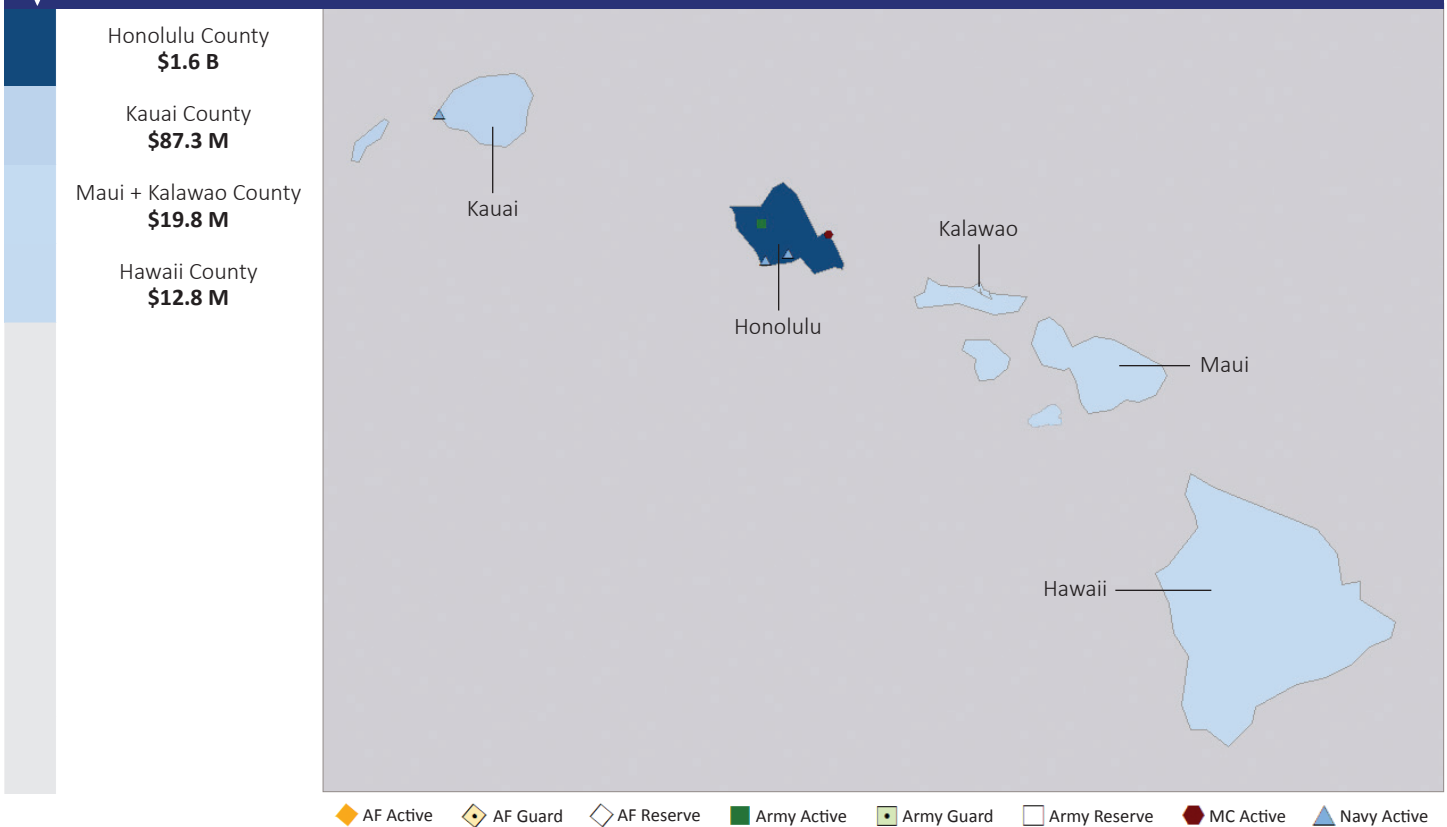 Honolulu County
$1.6 B
Kauai County
$87.3 M
Maui + Kalawao County
$19.8 M
Hawaii County
$12.8 M
Kauai
Honolulu
Kalawao
Maui
Hawaii
AF Active AF Guard AF Reserve Army Active Army Guard Army Reserve MC Active Navy Active